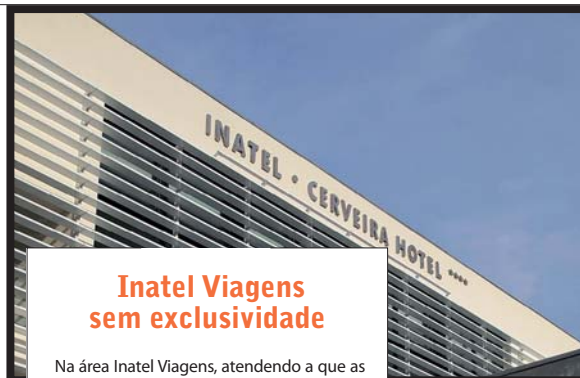 INATEL · CERVEIRA HOTEL ****
Inatel Viagens
sem exclusividade
Na área Inatel Viagens, atendendo a que as